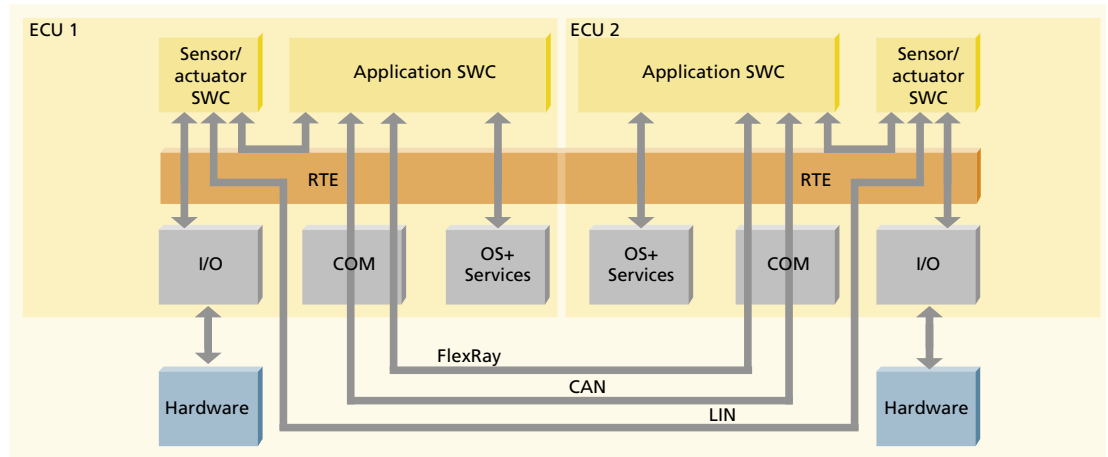 ECU 1
ECU 2
Sensor/
actuator
SWC
Application SWC
Application SWC
Sensor/
actuator
SWC
RTE
RTE
I/O
COM
OS+
Services
OS+
Services
COM
I/O
FlexRay
CAN
LIN
Hardware
Hardware